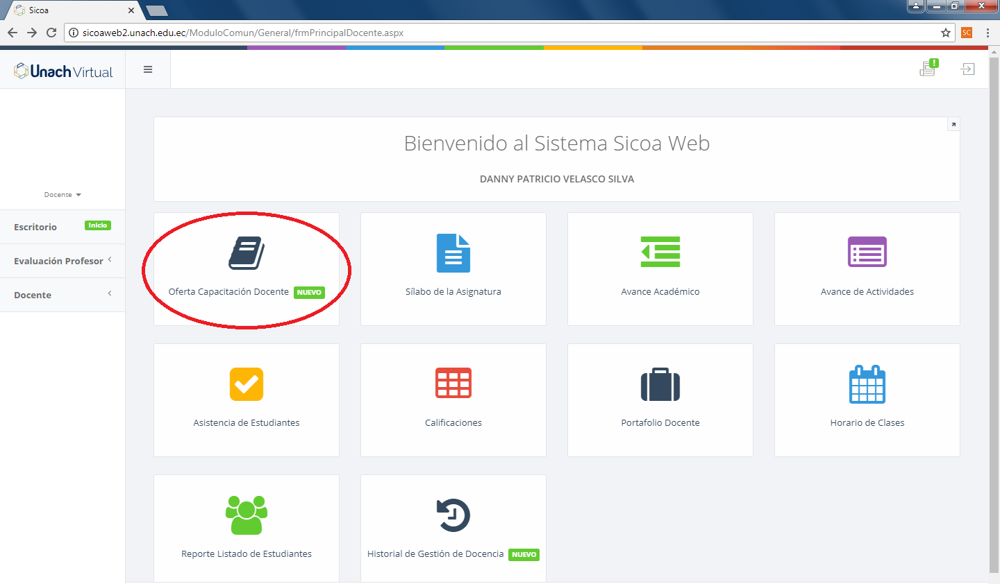 Sicoa
sicoaweb2.unach.edu.ec/ModuloComun/General/frmPrincipalDocente.aspx
SC
Unach Virtual
!
Bienvenido al Sistema Sicoa Web
DANNY PATRICIO VELASCO SILVA
Docente
Escritorio Inicio
Evaluación Profesor
Docente
Oferta Capacitación Docente NUEVO
Sílabo de la Asignatura
Avance Académico
Avance de Actividades
Asistencia de Estudiantes
Calificaciones
Portafolio Docente
Horario de Clases
Reporte Listado de Estudiantes
Historial de Gestión de Docencia NUEVO